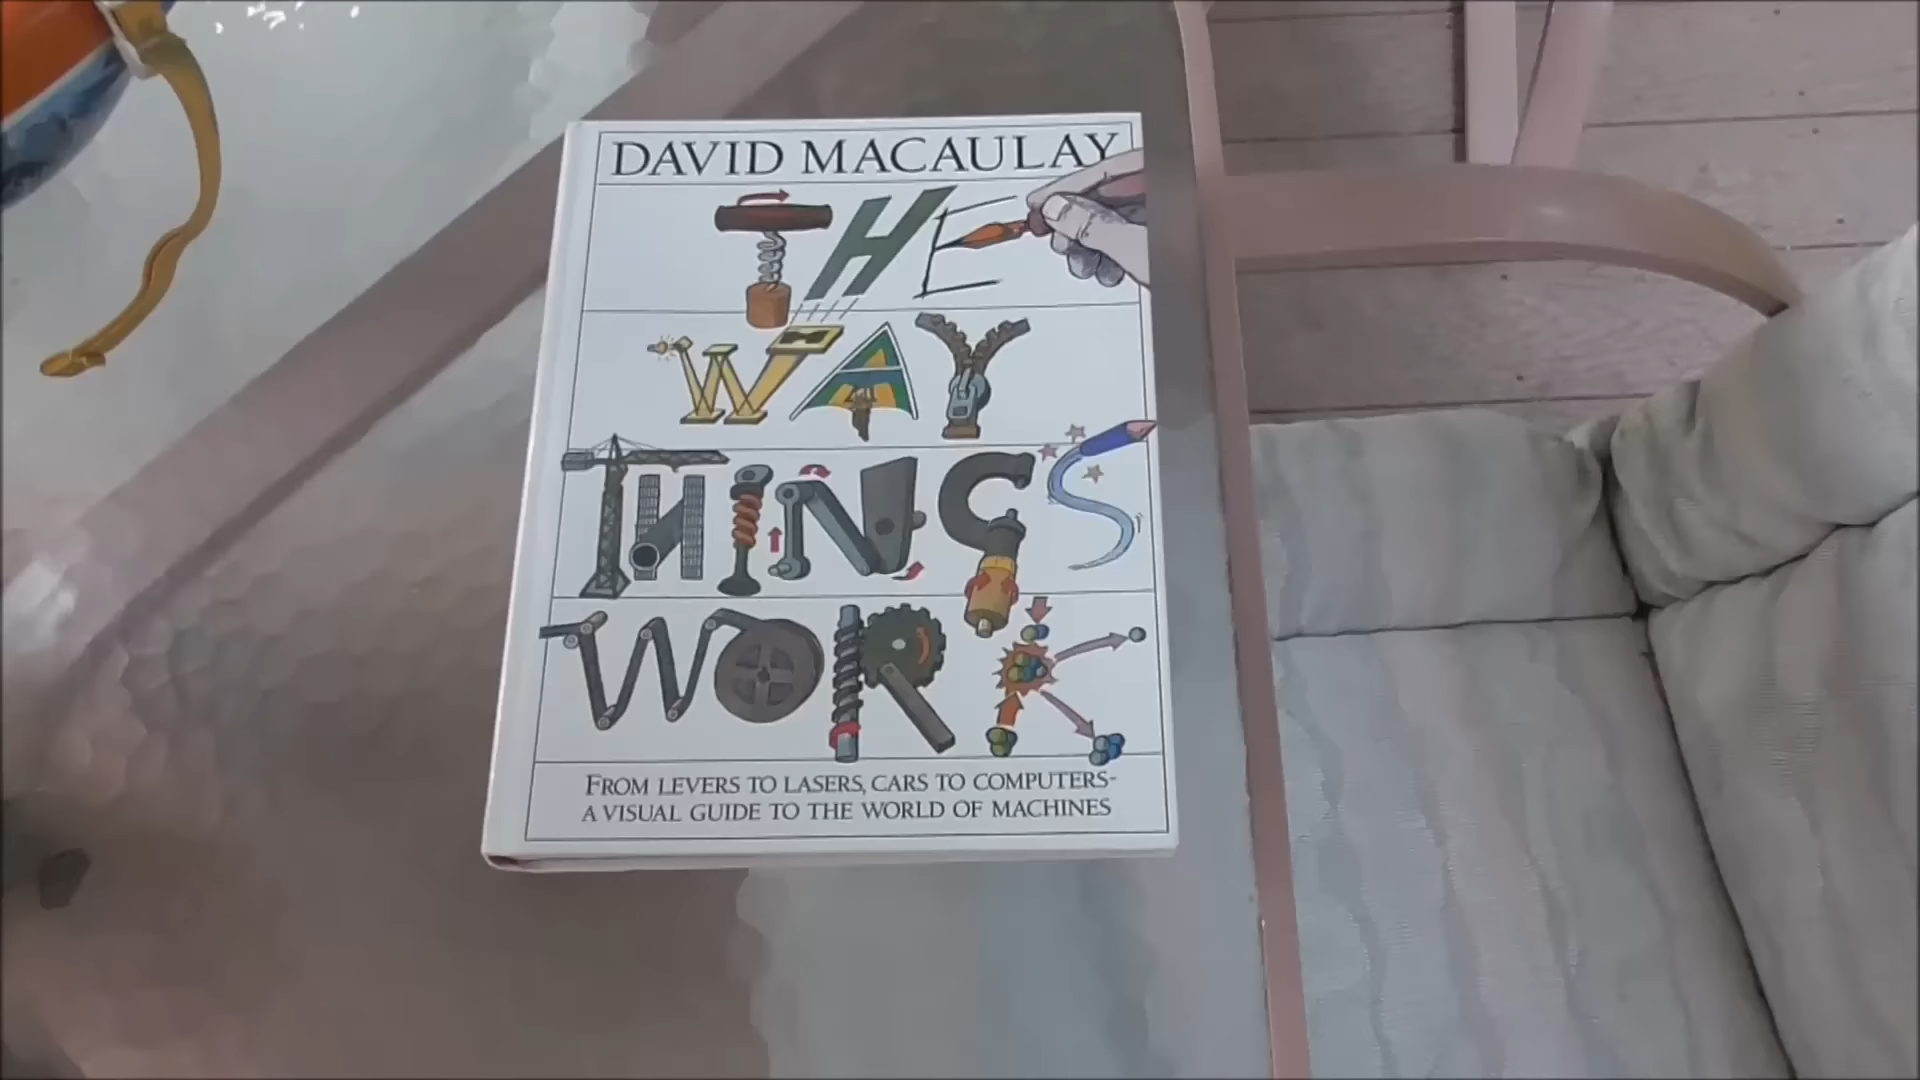 DAVID MACAULAY
THE
WAY
THINGS
WORK
FROM LEVERS TO LASERS, CARS TO COMPUTERS-
A VISUAL GUIDE TO THE WORLD OF MACHINES